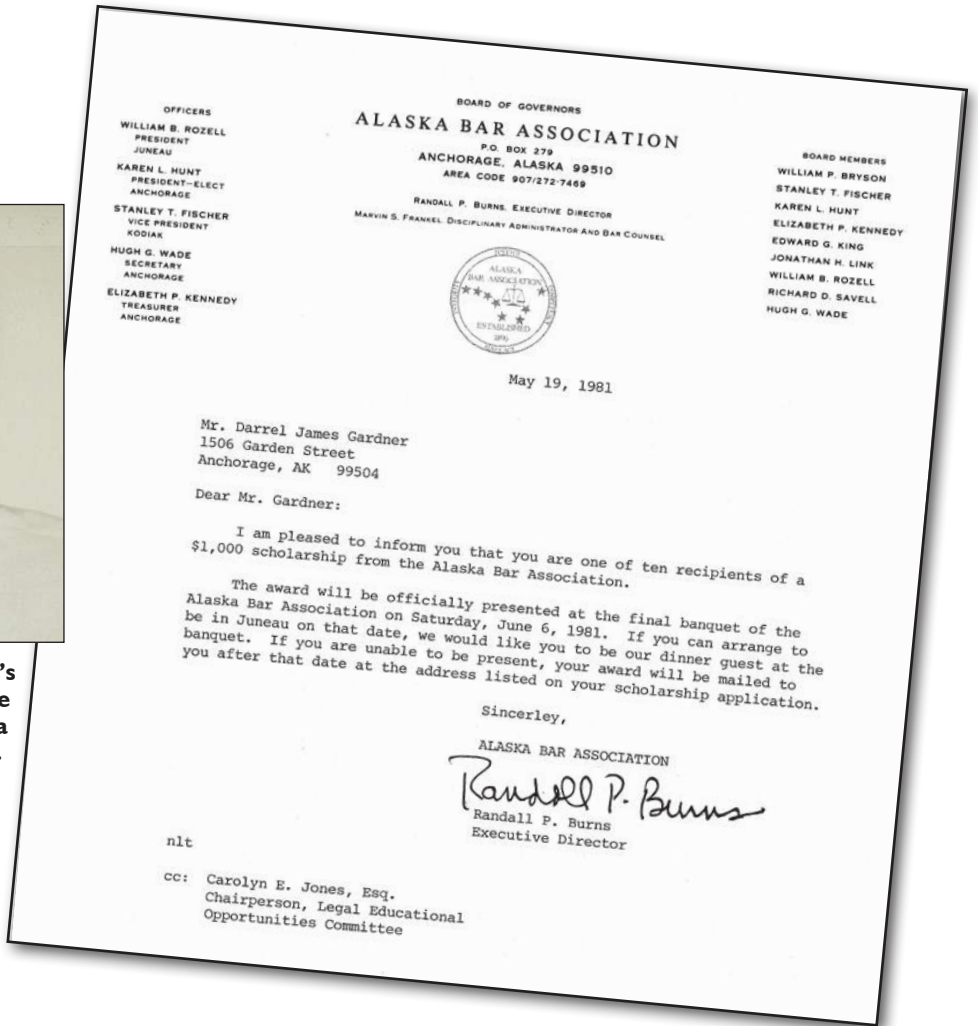 OFFICERS
WILLIAM B. ROZELL
PRESIDENT
JUNEAU
KAREN L. HUNT
PRESIDENT-ELECT
ANCHORAGE
STANLEY T. FISCHER
VICE PRESIDENT
KODIAK
HUGH G. WADE
SECRETARY
ANCHORAGE
ELIZABETH P. KENNEDY
TREASURER
ANCHORAGE
BOARD OF GOVERNORS
ALASKA BAR ASSOCIATION
P.O. BOX 279
ANCHORAGE, ALASKA 99510
AREA CODE 907/272-7469
RANDALL P. BURNS, EXECUTIVE DIRECTOR
MARVIN S. FRANKEL, DISCIPLINARY ADMINISTRATOR AND BAR COUNSEL
ALASKA
BAR ASSOCIATION
ESTABLISHED
BOARD MEMBERS
WILLIAM P. BRYSON
STANLEY T. FISCHER
KAREN L. HUNT
ELIZABETH P. KENNEDY
EDWARD G. KING
JONATHAN H. LINK
WILLIAM B. ROZELL
RICHARD D. SAVELL
HUGH G. WADE
May 19, 1981
Mr. Darrel James Gardner
1506 Garden Street
Anchorage, AK 99504
Dear Mr. Gardner:
I am pleased to inform you that you are one of ten recipients of a
$1,000 scholarship from the Alaska Bar Association.
The award will be officially presented at the final banquet of the
Alaska Bar Association on Saturday, June 6, 1981. If you can arrange to
be in Juneau on that date, we would like you to be our dinner guest at the
banquet. If you are unable to be present, your award will be mailed to
you after that date at the address listed on your scholarship application.
Sincerley,
ALASKA BAR ASSOCIATION
Randall P. Burns
Randall P. Burns
Executive Director
nlt
cc: Carolyn E. Jones, Esq.
Chairperson, Legal Educational
Opportunities Committee
's
e
a